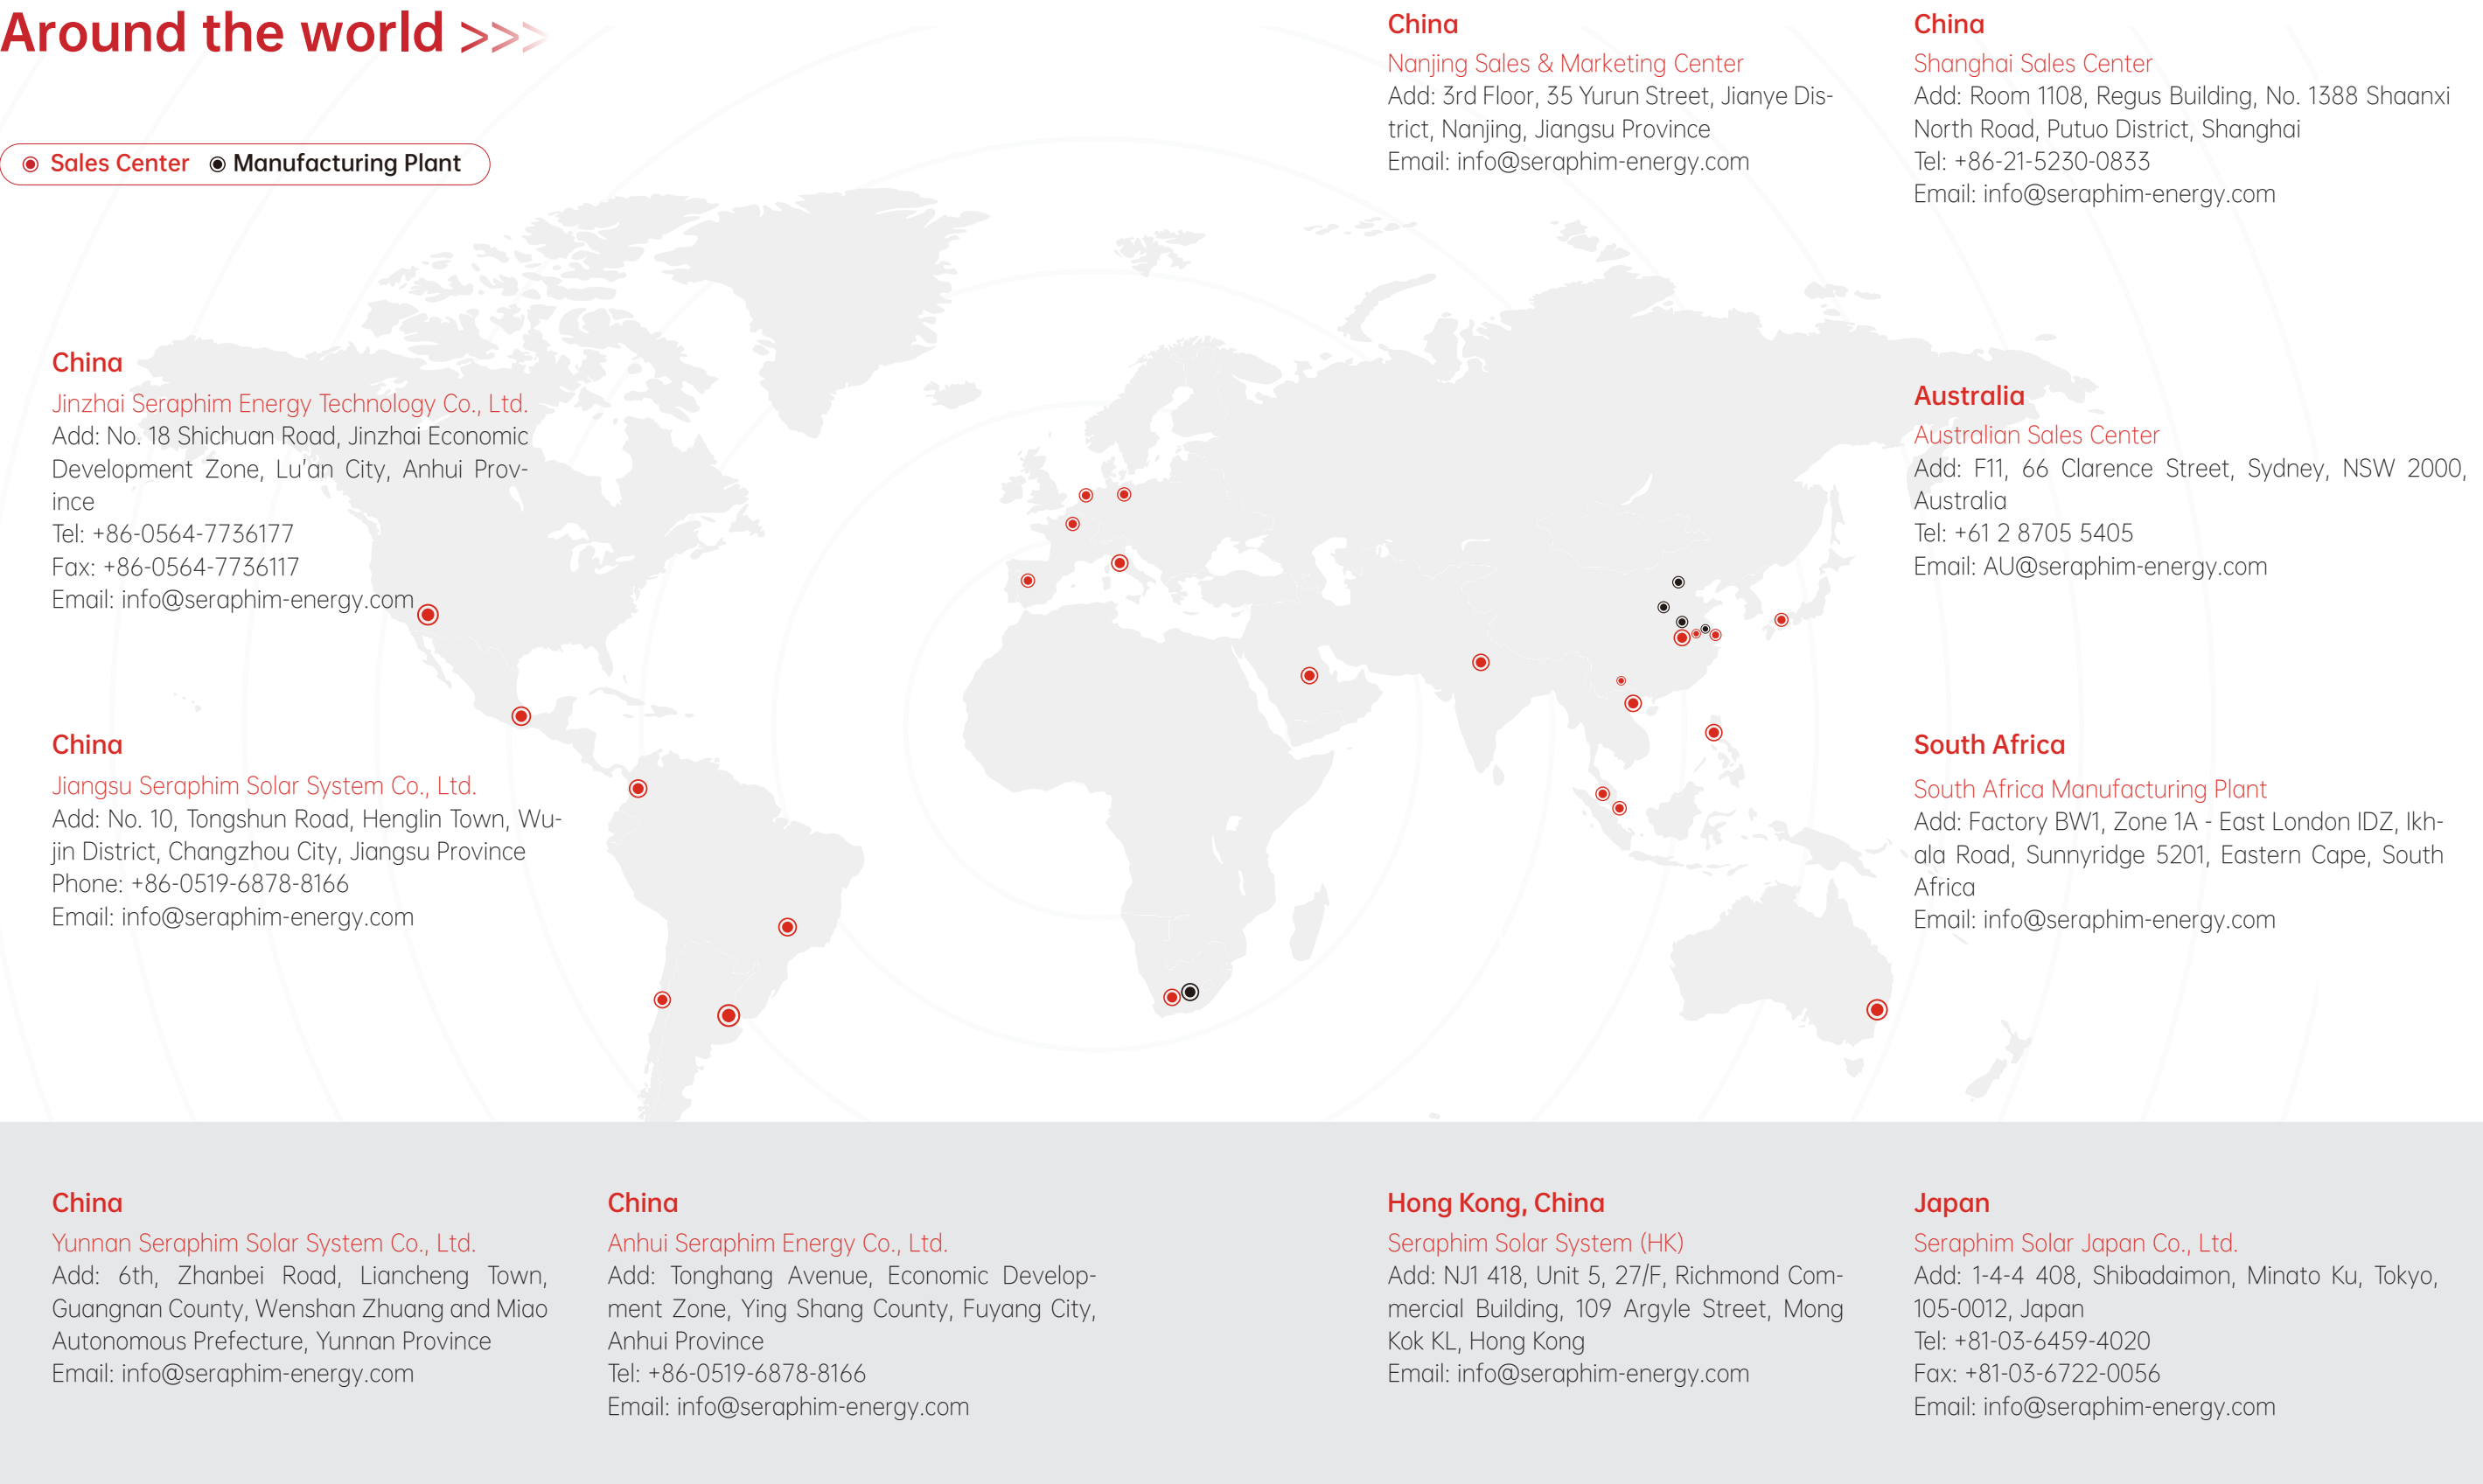 Around the world >>>
Sales Center Manufacturing Plant
China
Nanjing Sales & Marketing Center
Add: 3rd Floor, 35 Yurun Street, Jianye Dis-
trict, Nanjing, Jiangsu Province
Email: info@seraphim-energy.com
China
Shanghai Sales Center
Add: Room 1108, Regus Building, No. 1388 Shaanxi
North Road, Putuo District, Shanghai
Tel: +86-21-5230-0833
Email: info@seraphim-energy.com
China
Jinzhai Seraphim Energy Technology Co., Ltd.
Add: No. 18 Shichuan Road, Jinzhai Economic
Development Zone, Lu'an City, Anhui Prov-
ince
Tel: +86-0564-7736177
Fax: +86-0564-7736117
Email: info@seraphim-energy.com
Australia
Australian Sales Center
Add: F11, 66 Clarence Street, Sydney, NSW 2000,
Australia
Tel: +61 2 8705 5405
Email: AU@seraphim-energy.com
China
Jiangsu Seraphim Solar System Co., Ltd.
Add: No. 10, Tongshun Road, Henglin Town, Wu-
jin District, Changzhou City, Jiangsu Province
Phone: +86-0519-6878-8166
Email: info@seraphim-energy.com
South Africa
South Africa Manufacturing Plant
Add: Factory BW1, Zone 1A - East London IDZ, Ikh-
ala Road, Sunnyridge 5201, Eastern Cape, South
Africa
Email: info@seraphim-energy.com
China
Yunnan Seraphim Solar System Co., Ltd.
Add: 6th, Zhanbei Road, Liancheng Town,
Guangnan County, Wenshan Zhuang and Miao
Autonomous Prefecture, Yunnan Province
Email: info@seraphim-energy.com
China
Anhui Seraphim Energy Co., Ltd.
Add: Tonghang Avenue, Economic Develop-
ment Zone, Ying Shang County, Fuyang City,
Anhui Province
Tel: +86-0519-6878-8166
Email: info@seraphim-energy.com
Hong Kong, China
Seraphim Solar System (HK)
Add: NJ1 418, Unit 5, 27/F, Richmond Com-
mercial Building, 109 Argyle Street, Mong
Kok KL, Hong Kong
Email: info@seraphim-energy.com
Japan
Seraphim Solar Japan Co., Ltd.
Add: 1-4-4 408, Shibadaimon, Minato Ku, Tokyo,
105-0012, Japan
Tel: +81-03-6459-4020
Fax: +81-03-6722-0056
Email: info@seraphim-energy.com